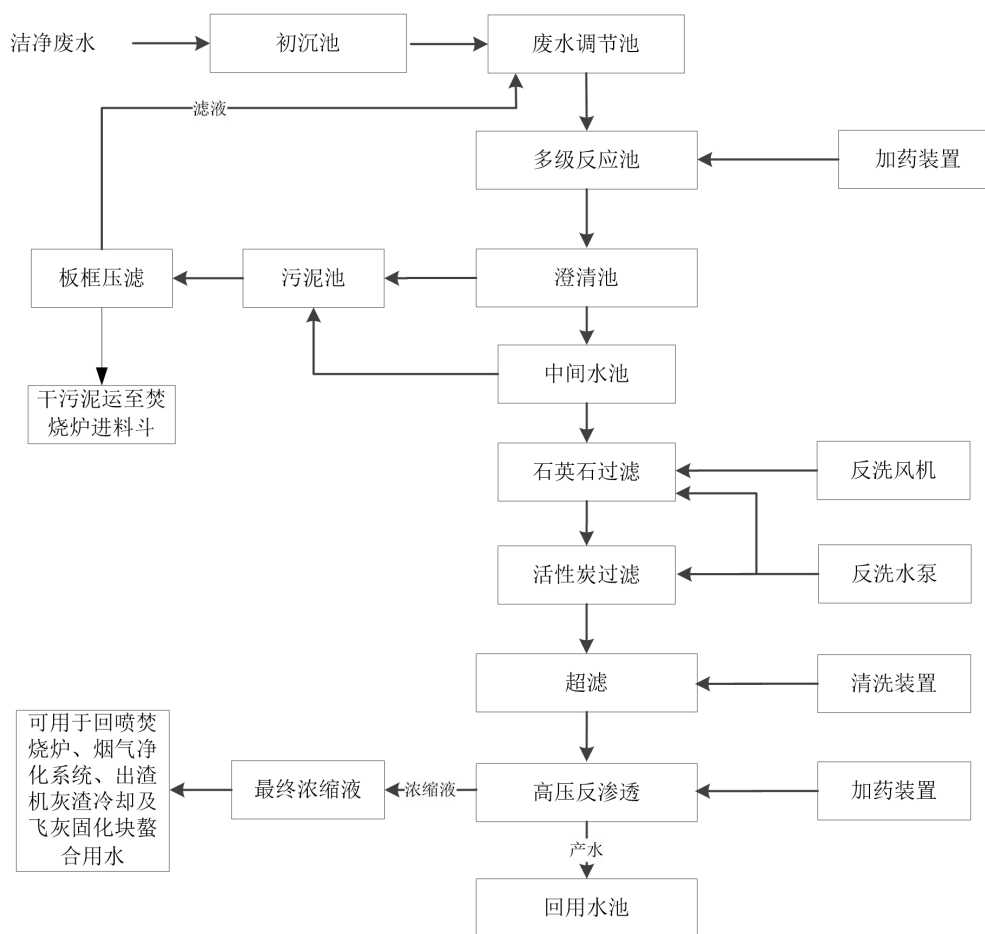 洁净废水
初沉池
废水调节池
滤液
多级反应池
加药装置
板框压滤
污泥池
澄清池
中间水池
干污泥运至焚
烧炉进料斗
石英石过滤
反洗风机
活性炭过滤
反洗水泵
超滤
清洗装置
可用于回喷焚
烧炉、烟气净
化系统、出渣
机灰渣冷却及
飞灰固化块螯
合用水
最终浓缩液
浓缩液
高压反渗透
加药装置
产水
回用水池